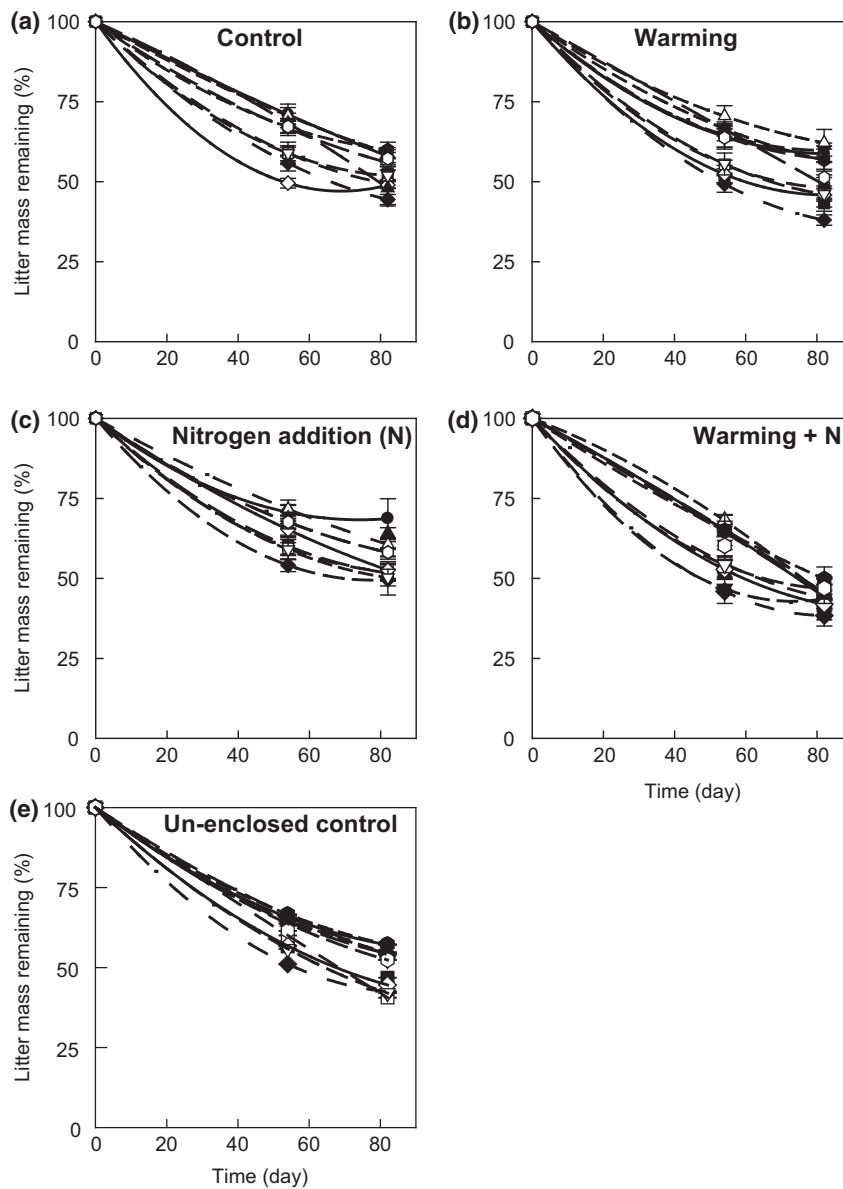 (a)
Control
Litter mass remaining (%)
100
75
50
25
0
0 20 40 60 80
(b)
Warming
100
75
50
25
0
0 20 40 60 80
(c)
Nitrogen addition (N)
Litter mass remaining (%)
100
75
50
25
0
0 20 40 60 80
(d)
Warming + N
100
75
50
25
0
0 20 40 60 80
Time (day)
(e)
Un-enclosed control
Litter mass remaining (%)
100
75
50
25
0
0 20 40 60 80
Time (day)